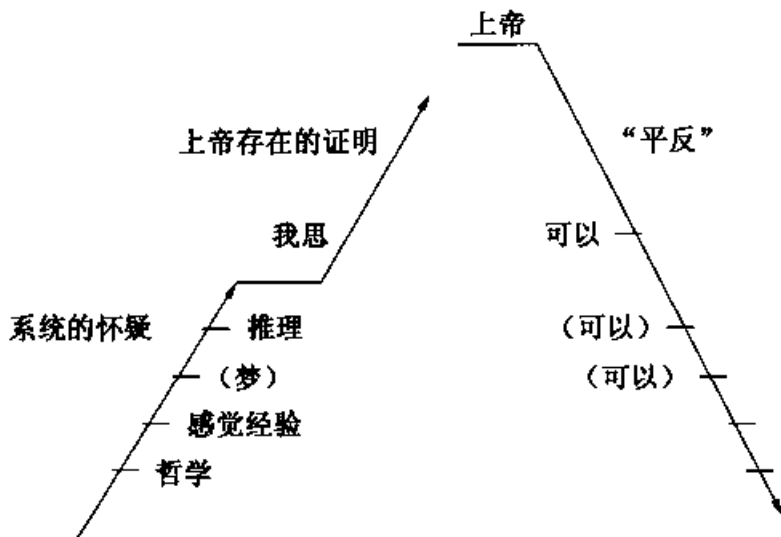 上帝
上帝存在的证明
“平反”
我思
可以
系统的怀疑
推理
（可以）
（梦）
（可以）
感觉经验
哲学